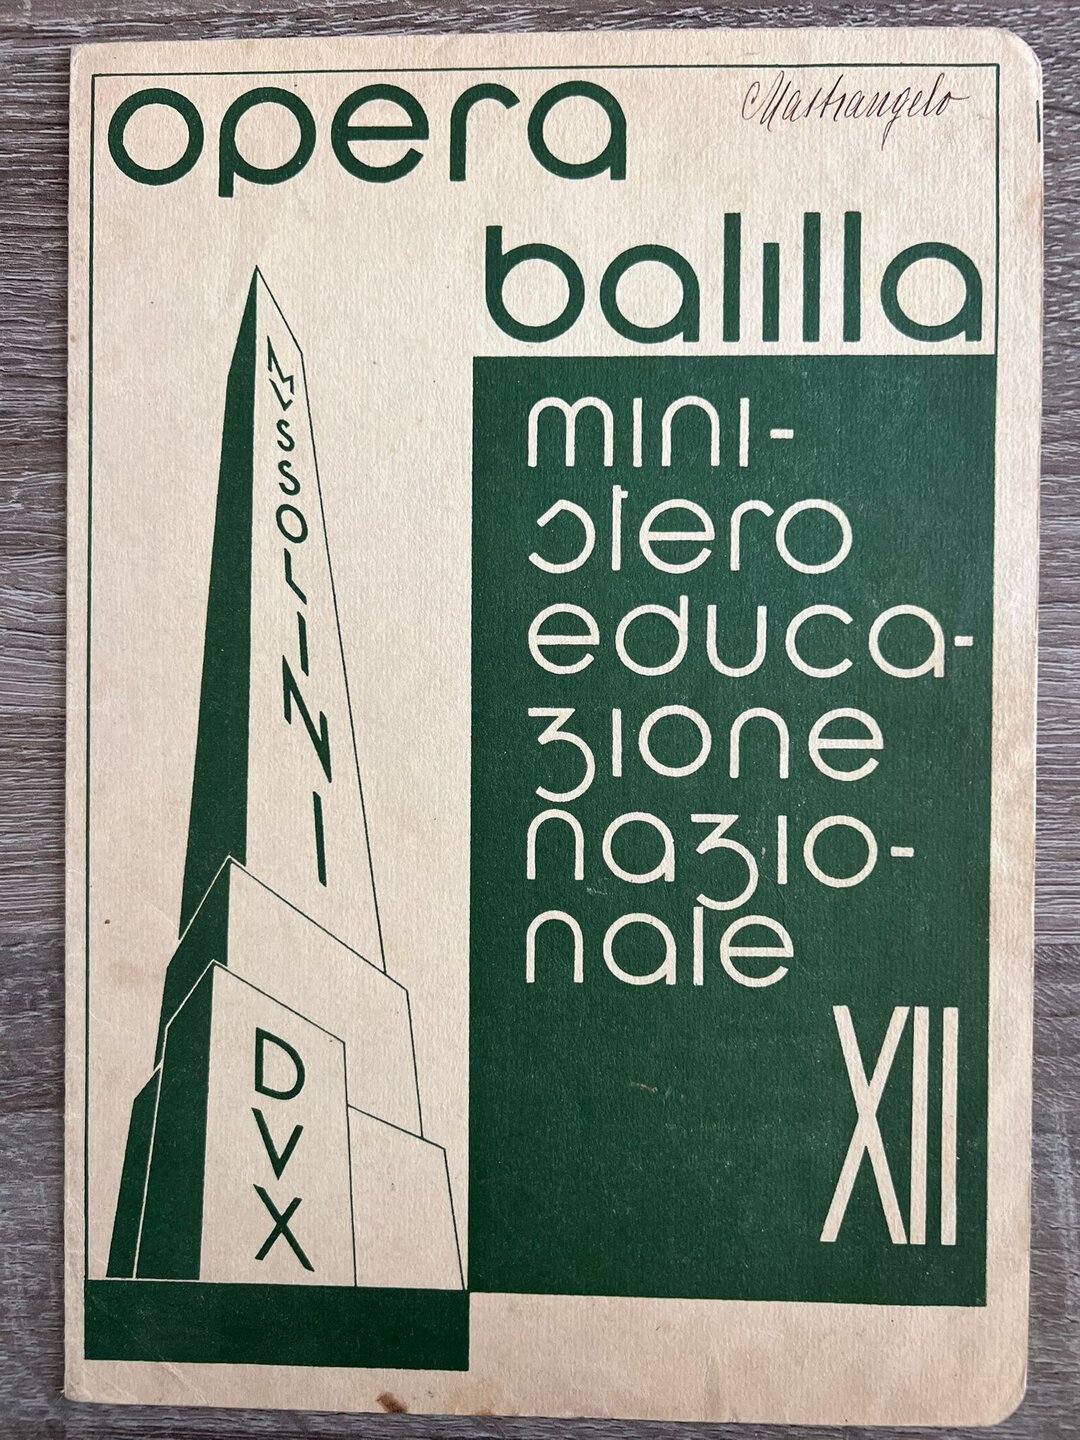 opera
Mastrangelo
balilla
mini-
stero
educa-
zione
nazio-
nale
XII
MVSSOLINI
DVX